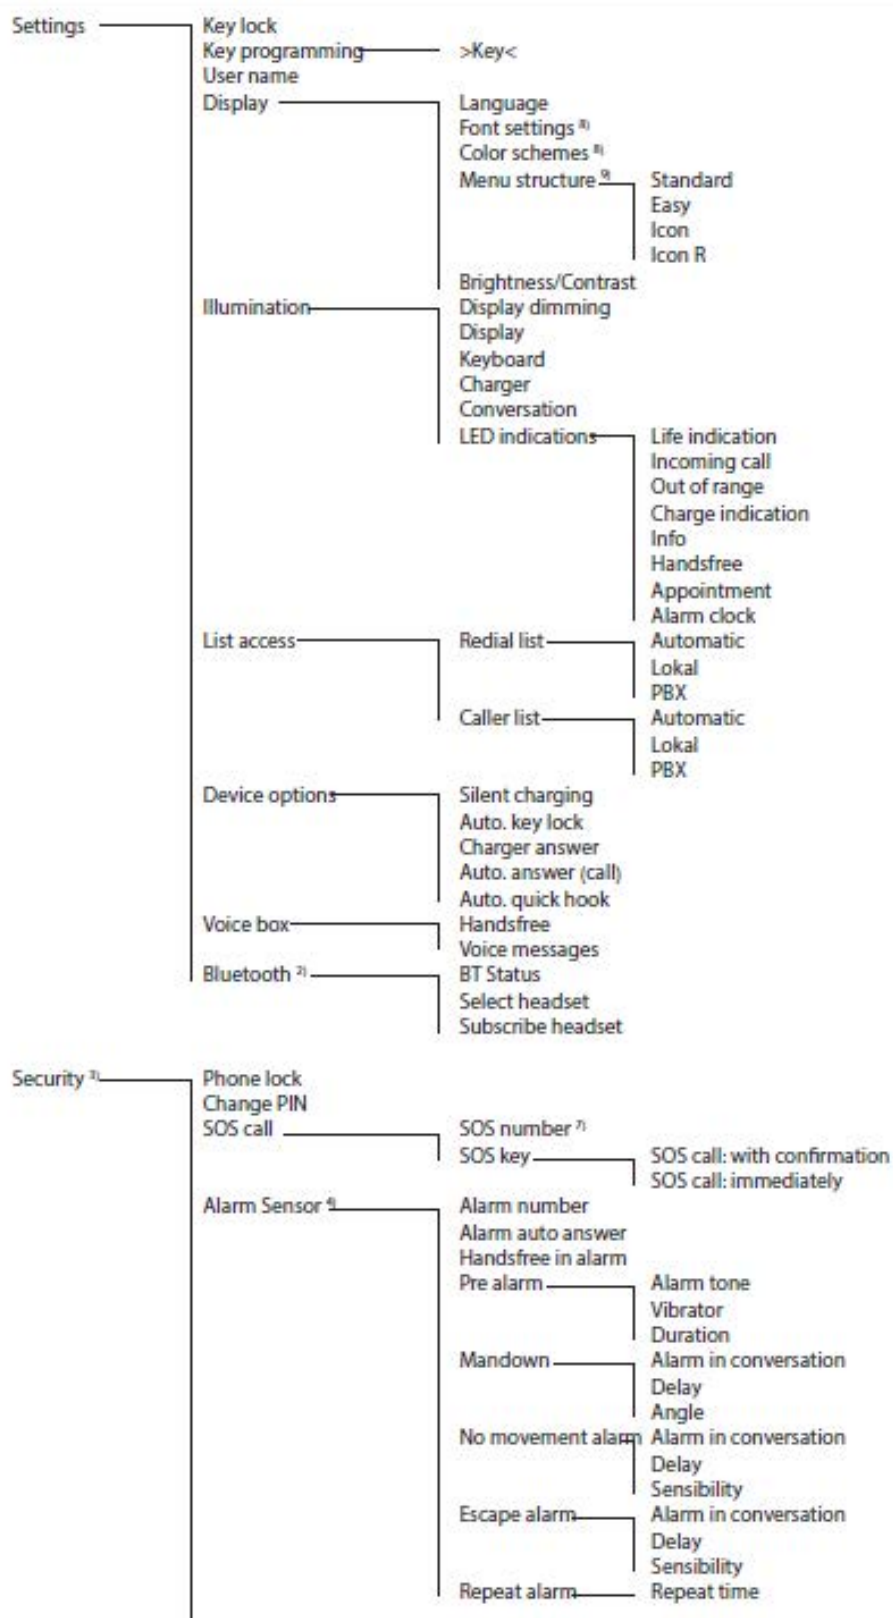 Settings Key lock
Key programming >Key<
User name
Display Language
Font settings 8)
Color schemes 8)
Menu structure 9) Standard
Easy
Icon
Icon R
Brightness/Contrast
Illumination Display dimming
Display
Keyboard
Charger
Conversation
LED indications Life indication
Incoming call
Out of range
Charge indication
Info
Handsfree
Appointment
Alarm clock
List access Redial list Automatic
Lokal
PBX
Caller list Automatic
Lokal
PBX
Device options Silent charging
Auto. key lock
Charger answer
Auto. answer (call)
Auto. quick hook
Voice box Handsfree
Voice messages
Bluetooth 2) BT Status
Select headset
Subscribe headset
Security 3) Phone lock
Change PIN
SOS call SOS number 7)
SOS key SOS call: with confirmation
SOS call: immediately
Alarm Sensor 4) Alarm number
Alarm auto answer
Handsfree in alarm
Pre alarm Alarm tone
Vibrator
Duration
Mandown Alarm in conversation
Delay
Angle
No movement alarm Alarm in conversation
Delay
Sensibility
Escape alarm Alarm in conversation
Delay
Sensibility
Repeat alarm Repeat time